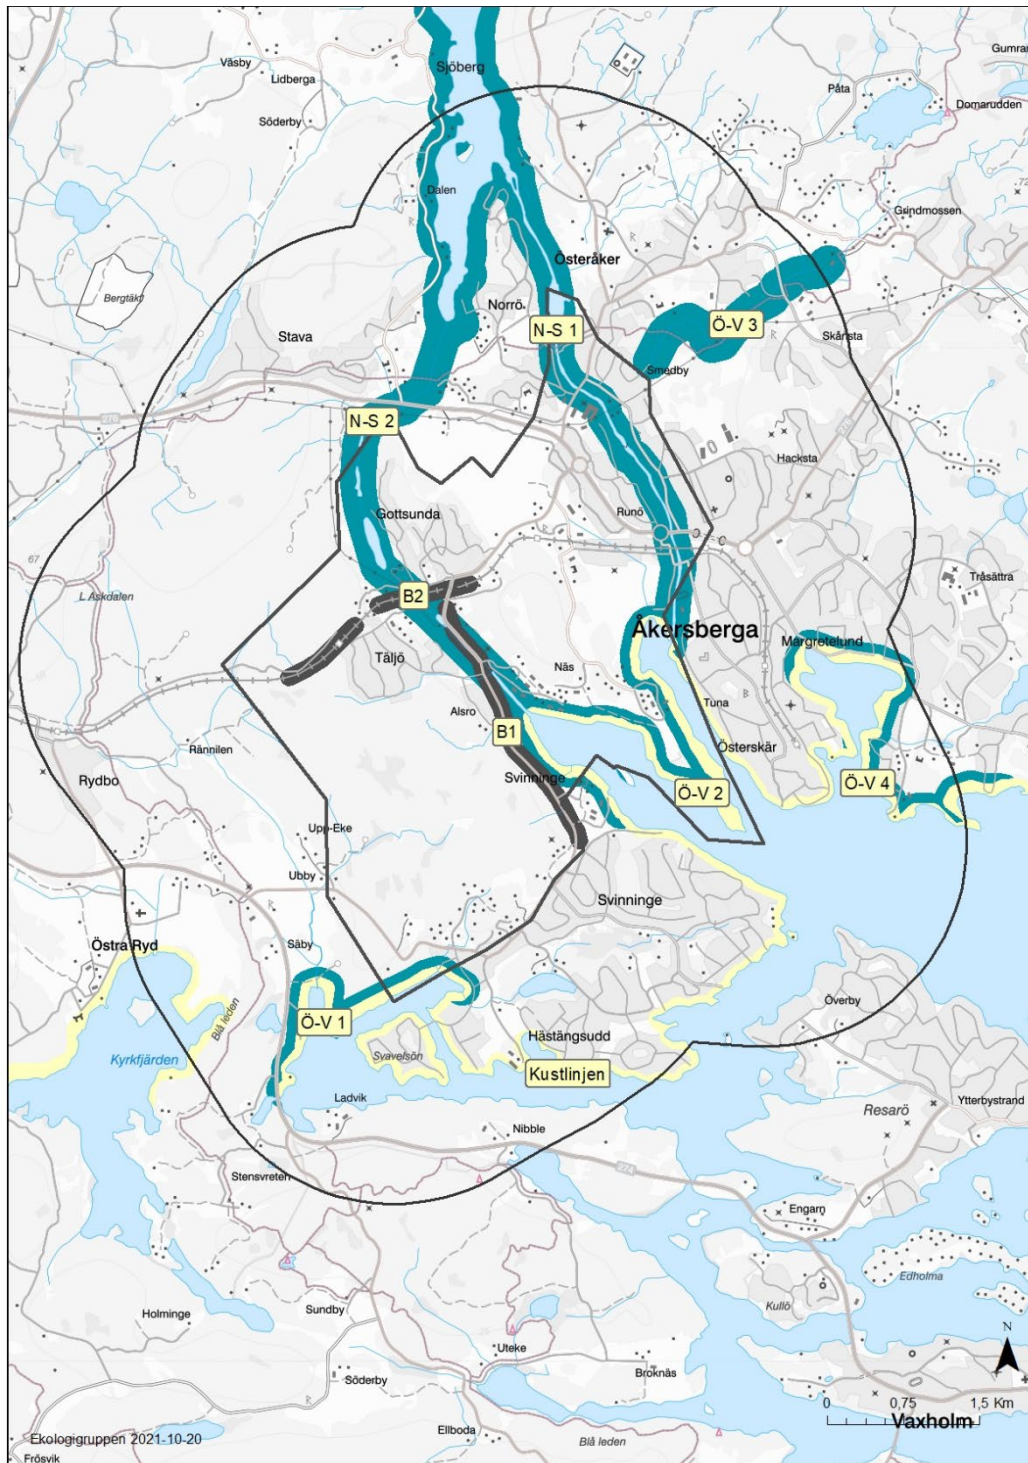 Sjöberg
Väsby
Lidberga
Söderby
Påta
Domarudden
Dalen
Grindmossen
Bergtäkt
Österåker
Norrö
Stava
N-S 1
Ö-V 3
Skånsta
Smedby
N-S 2
Hacksta
Gottsunda
Runö
67
L Askdalen
B2
Tråsättra
Åkersberga
Margretelund
Täljö
Näs
Alsro
Tuna
B1
Österskär
Rännilen
Rydbo
Svinninge
Ö-V 2
Ö-V 4
Upp-Eke
Ubby
Svinninge
Östra Ryd
Säby
Överby
Blå leden
Ö-V 1
Hästängsudd
Kyrkfjärden
Svavelsön
Kustlinjen
Ladvik
Resarö
Ytterbystrand
Nibble
Stensvreten
274
Engarn
Edholma
Kullö
Holminge
Sundby
N
Uteke
Söderby
Broknäs
0 0,75 1,5 Km
Vaxholm
Ellboda
Ekologigruppen 2021-10-20
Blå leden
Frösvik